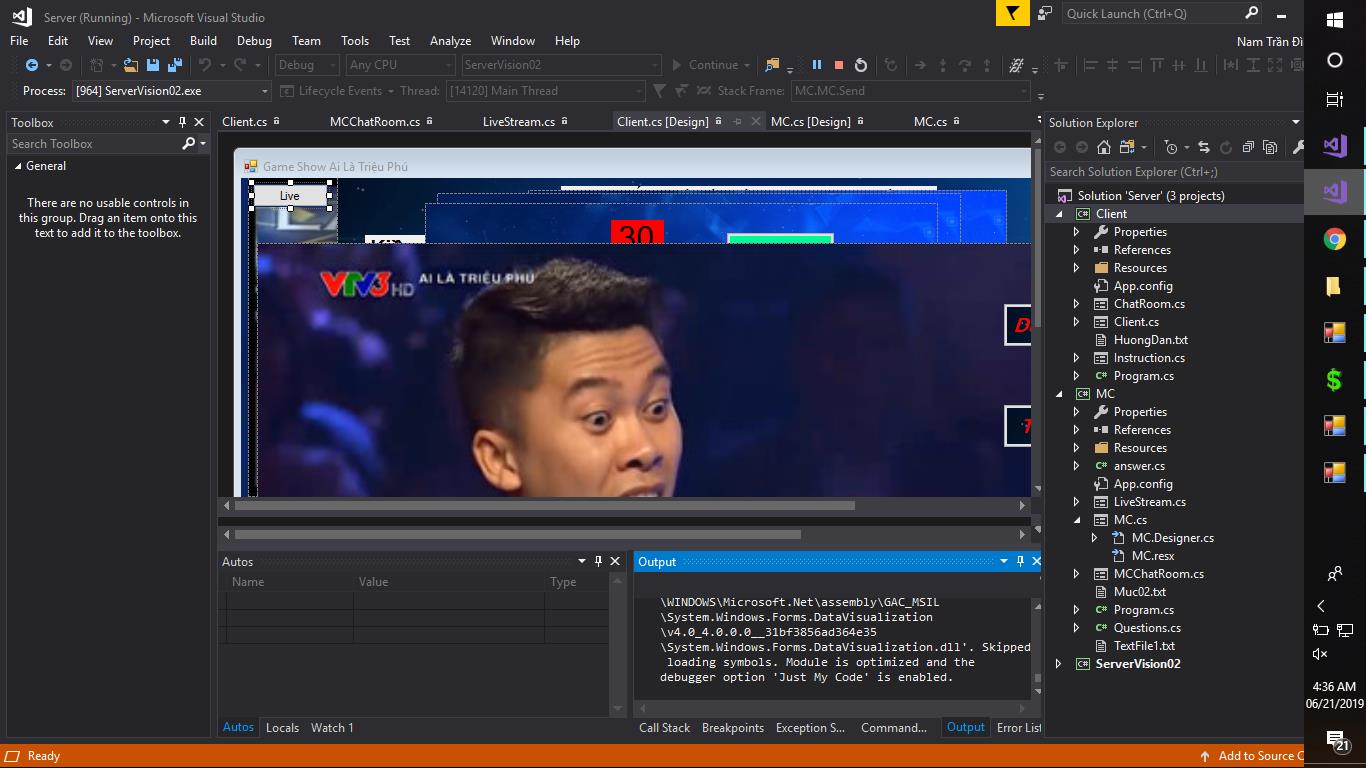 Server (Running) - Microsoft Visual Studio
Quick Launch (Ctrl+Q)
File Edit View Project Build Debug Team Tools Test Analyze Window Help
Nam Trần Đì
Debug Any CPU ServerVision02 Continue
Process: [964] ServerVision02.exe Lifecycle Events Thread: [14120] Main Thread Stack Frame: MC.MC.Send
Toolbox
Search Toolbox
General
There are no usable controls in
this group. Drag an item onto this
text to add it to the toolbox.
Client.cs MCChatRoom.cs LiveStream.cs Client.cs [Design] MC.cs [Design] MC.cs
Game Show Ai Là Triệu Phú
Live
30
VTV3 HD AI LÀ TRIỆU PHÚ
Autos
Name Value Type
Autos Locals Watch 1
Output
\WINDOWS\Microsoft.Net\assembly\GAC_MSIL
\System.Windows.Forms.DataVisualization
\v4.0_4.0.0.0__31bf3856ad364e35
\System.Windows.Forms.DataVisualization.dll'. Skipped
loading symbols. Module is optimized and the
debugger option 'Just My Code' is enabled.
Call Stack Breakpoints Exception S... Command... Output Error List
Solution Explorer
Search Solution Explorer (Ctrl+;)
Solution 'Server' (3 projects)
C# Client
Properties
References
Resources
App.config
ChatRoom.cs
Client.cs
HuongDan.txt
Instruction.cs
C# Program.cs
C# MC
Properties
References
Resources
C# answer.cs
App.config
LiveStream.cs
MC.cs
MC.Designer.cs
MC.resx
MCChatRoom.cs
Muc02.txt
C# Program.cs
C# Questions.cs
TextFile1.txt
C# ServerVision02
4:36 AM
06/21/2019
21
Ready
Add to Source C